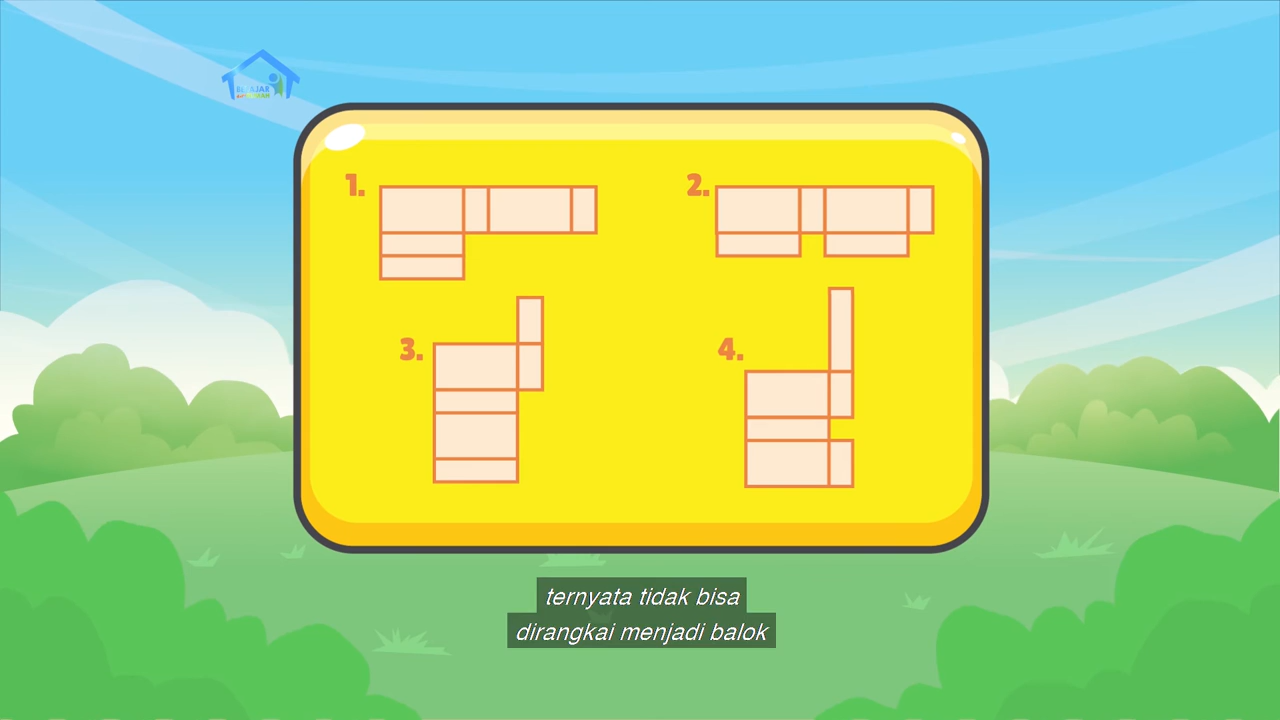 1.
2.
3.
4.
ternyata tidak bisa
dirangkai menjadi balok